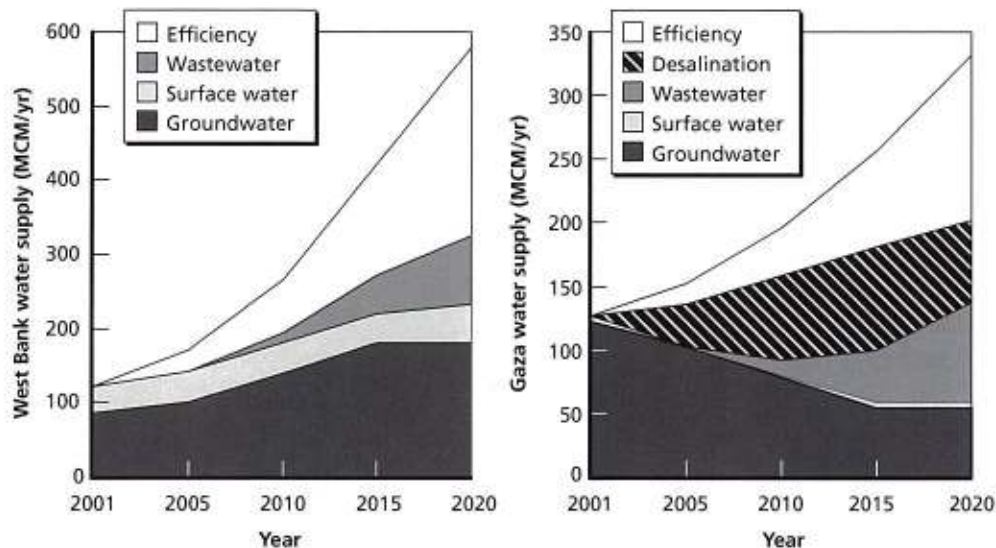 600
500
400
300
200
100
0
West Bank water supply (MCM/yr)
Efficiency
Wastewater
Surface water
Groundwater
2001 2005 2010 2015 2020
Year
350
300
250
200
150
100
50
0
Gaza water supply (MCM/yr)
Efficiency
Desalination
Wastewater
Surface water
Groundwater
2001 2005 2010 2015 2020
Year